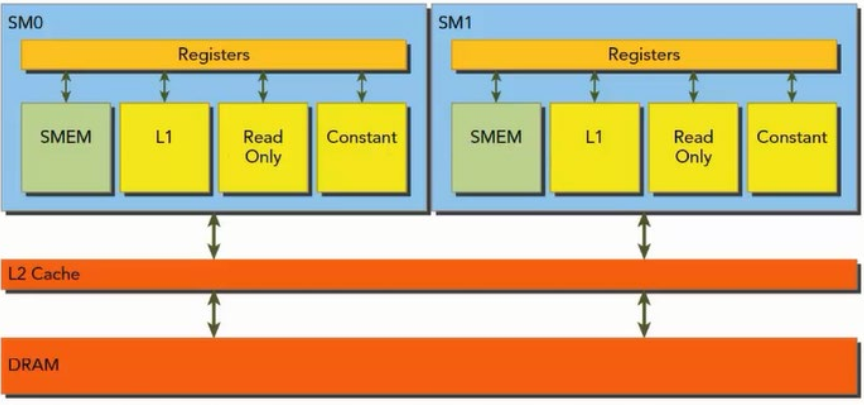 SM0
Registers
SMEM
L1
Read
Only
Constant
SM1
Registers
SMEM
L1
Read
Only
Constant
L2 Cache
DRAM